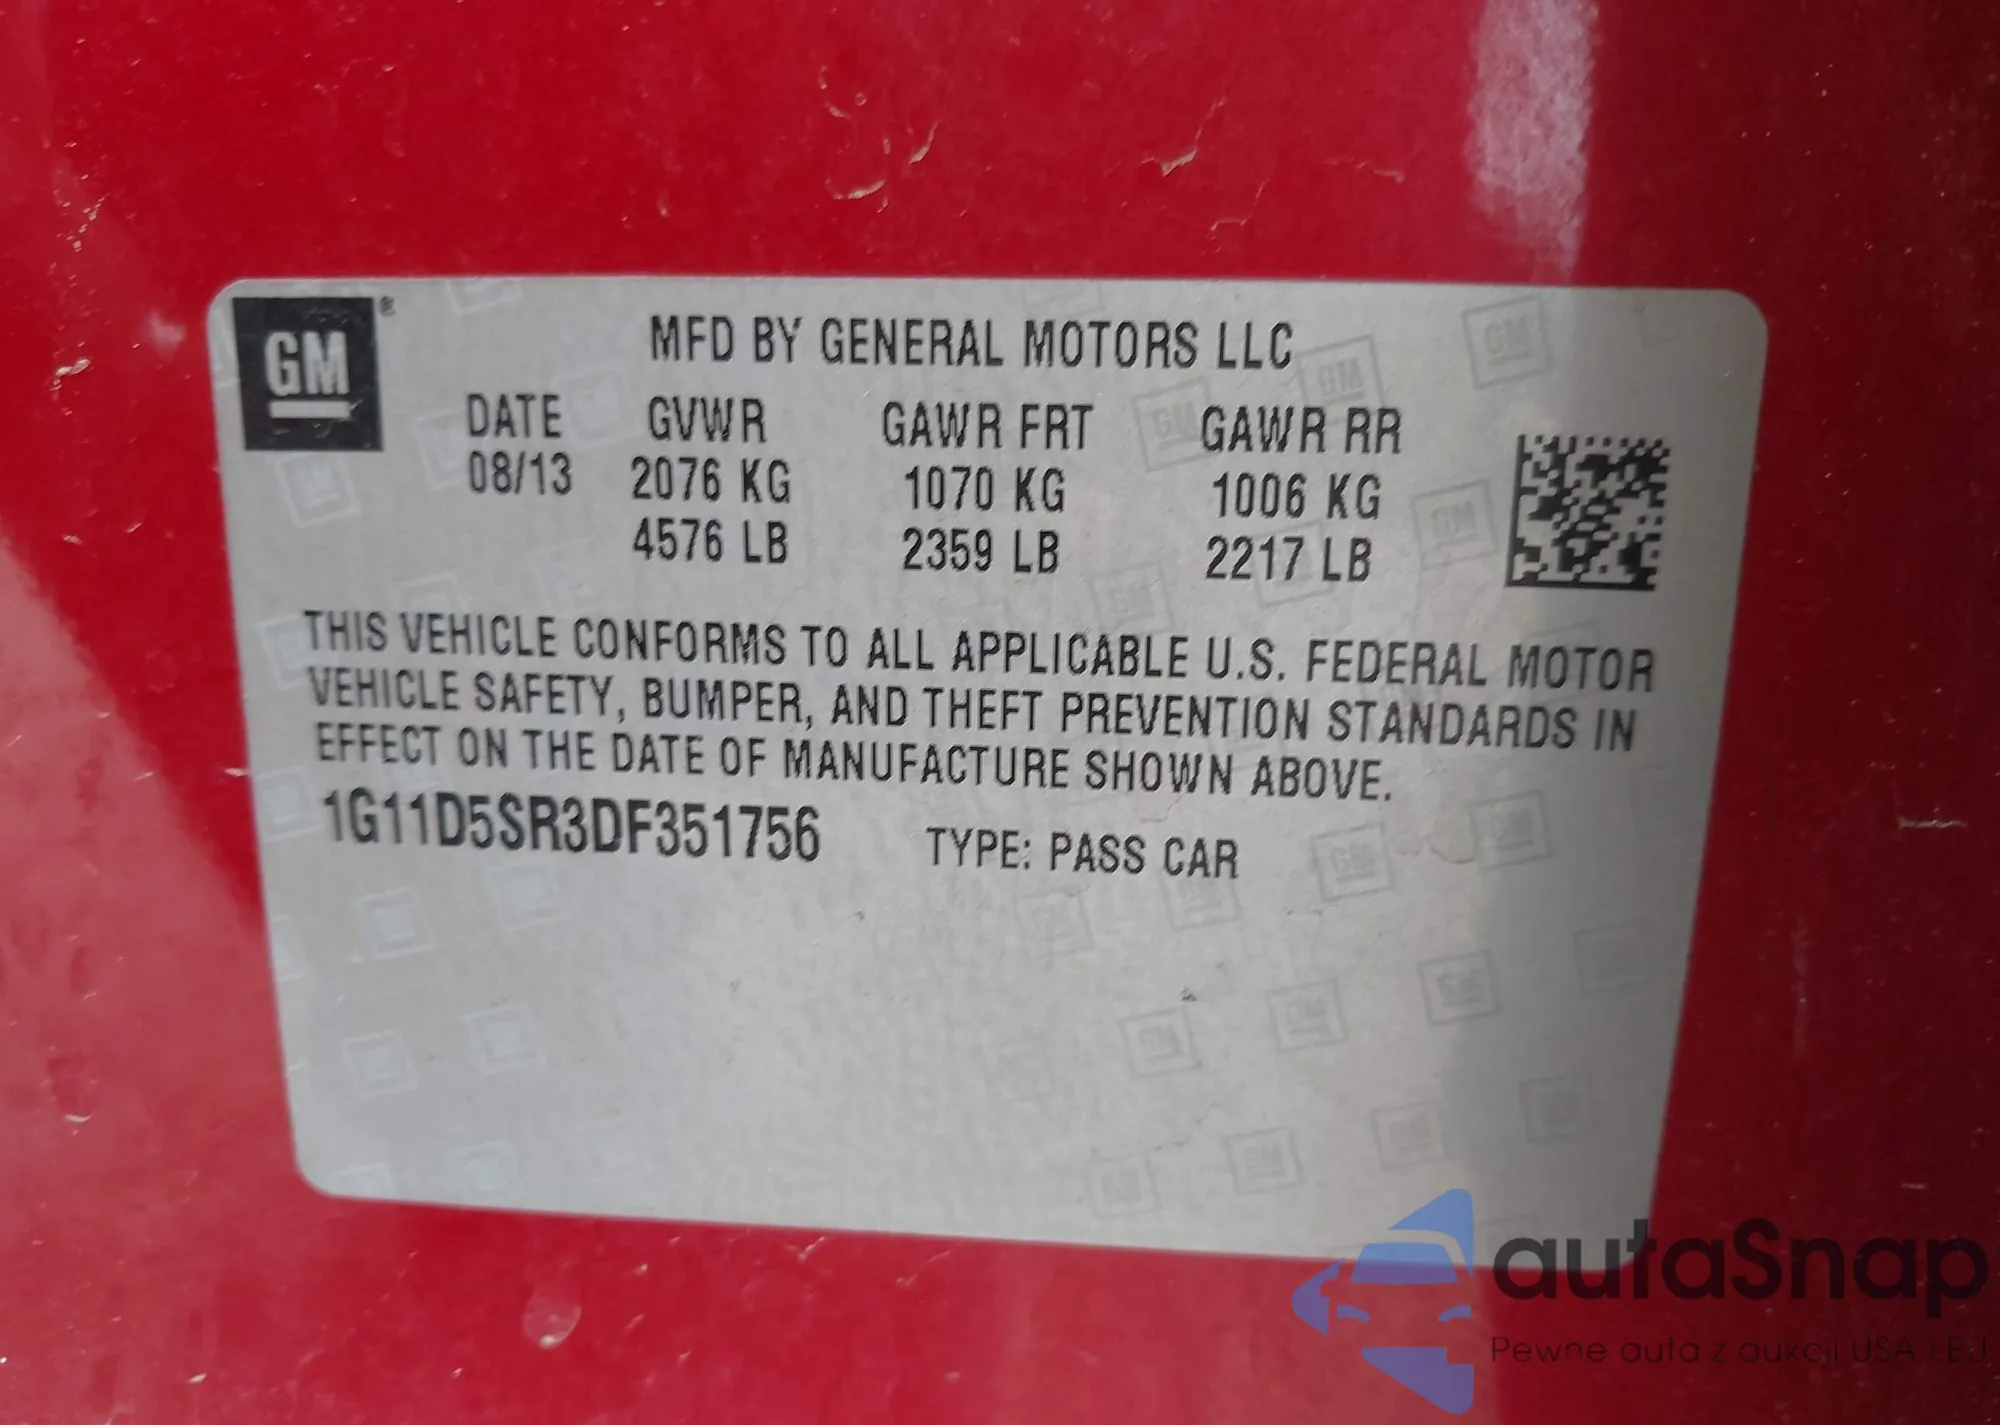 GM ®
MFD BY GENERAL MOTORS LLC
DATE GVWR GAWR FRT GAWR RR
08/13 2076 KG 1070 KG 1006 KG
4576 LB 2359 LB 2217 LB
THIS VEHICLE CONFORMS TO ALL APPLICABLE U.S. FEDERAL MOTOR
VEHICLE SAFETY, BUMPER, AND THEFT PREVENTION STANDARDS IN
EFFECT ON THE DATE OF MANUFACTURE SHOWN ABOVE.
1G11D5SR3DF351756 TYPE: PASS CAR
autaSnap
Pewne auta z aukcji USA i EU